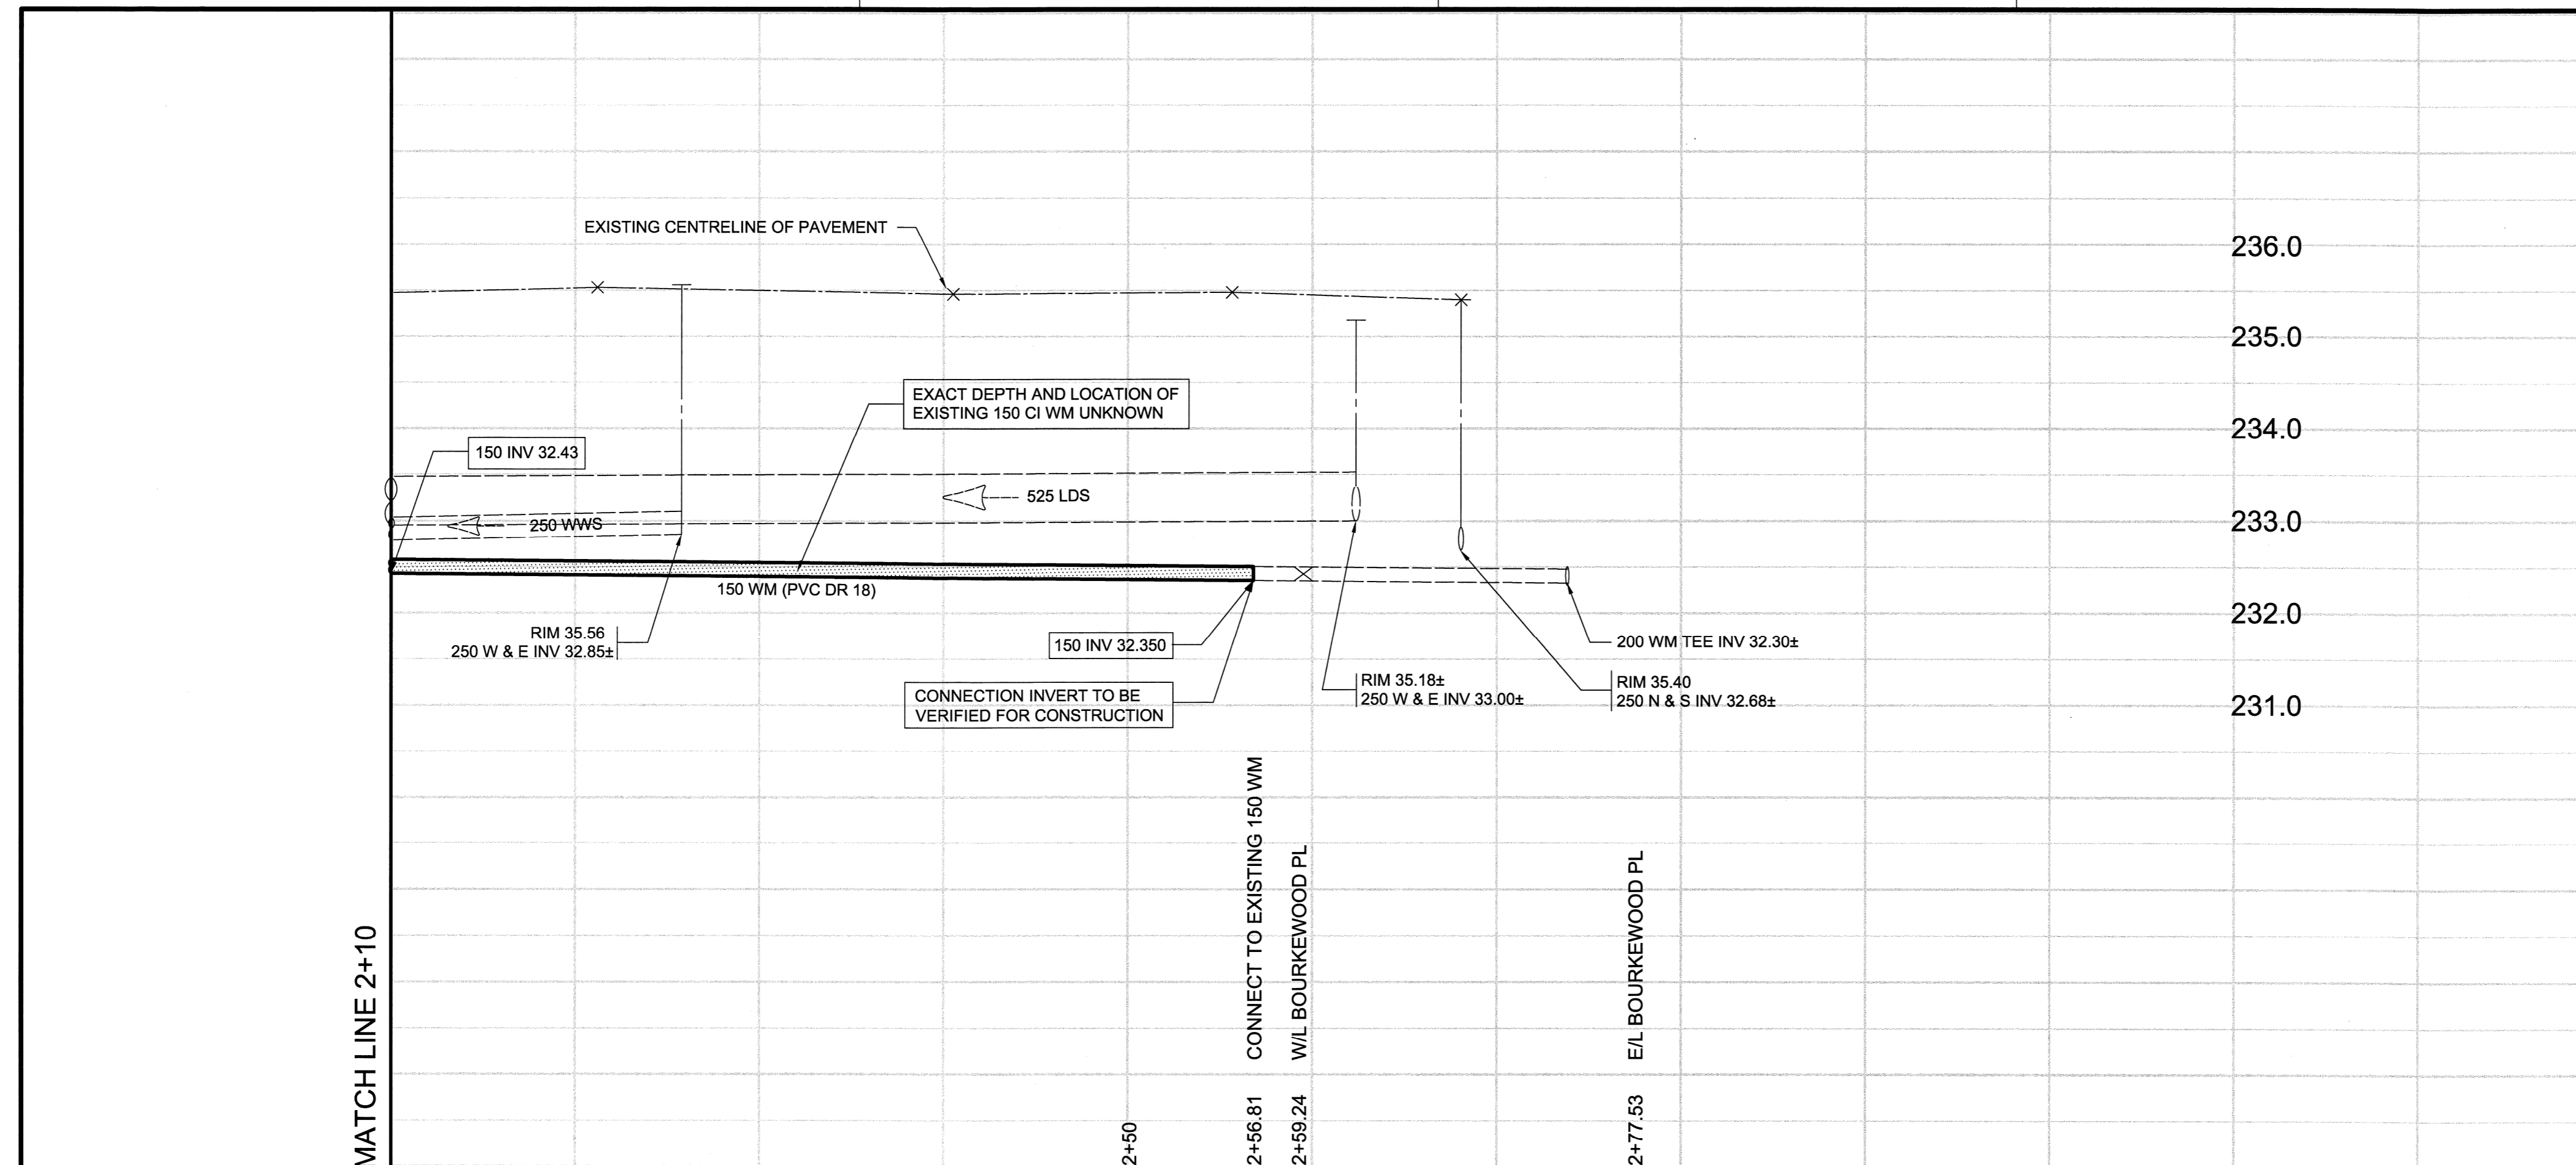 EXISTING CENTRELINE OF PAVEMENT
236.0
235.0
EXACT DEPTH AND LOCATION OF
EXISTING 150 CI WM UNKNOWN
234.0
150 INV 32.43
525 LDS
250 WWS
233.0
150 WM (PVC DR 18)
232.0
RIM 35.56
250 W & E INV 32.85±
150 INV 32.350
200 WM TEE INV 32.30±
CONNECTION INVERT TO BE
VERIFIED FOR CONSTRUCTION
RIM 35.18±
250 W & E INV 33.00±
RIM 35.40
250 N & S INV 32.68±
231.0
MATCH LINE 2+10
2+50
2+56.81 CONNECT TO EXISTING 150 WM
2+59.24 W/L BOURKEWOOD PL
2+77.53 E/L BOURKEWOOD PL